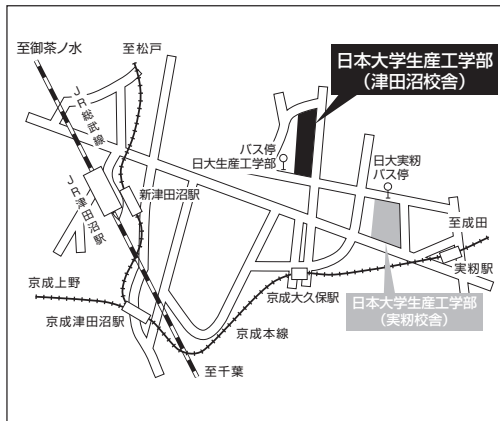 至御茶ノ水
至松戸
日本大学生産工学部
（津田沼校舎）
JR総武線
バス停
日大生産工学部
日大実籾
バス停
JR津田沼駅
新津田沼駅
至成田
実籾駅
京成上野
京成大久保駅
日本大学生産工学部
（実籾校舎）
京成津田沼駅
京成本線
至千葉